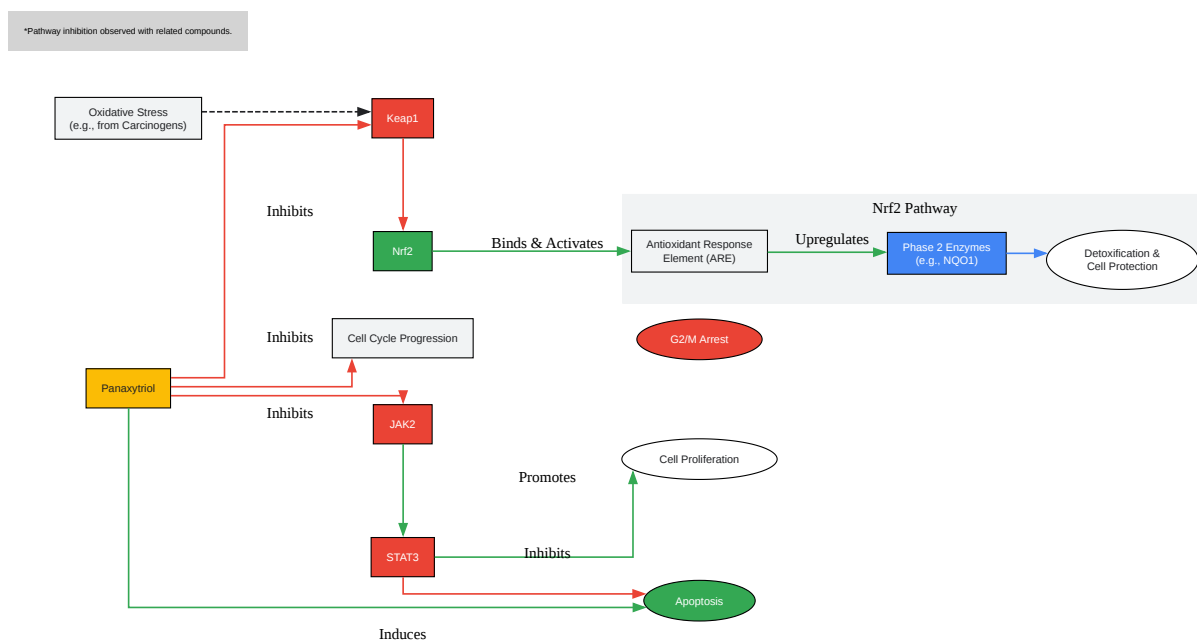 *Pathway inhibition observed with related compounds.
Oxidative Stress
(e.g., from Carcinogens)
Keap1
Inhibits
Nrf2 Pathway
Nrf2
Binds & Activates
Antioxidant Response
Element (ARE)
Upregulates
Phase 2 Enzymes
(e.g., NQO1)
Detoxification &
Cell Protection
Inhibits
Cell Cycle Progression
G2/M Arrest
Panaxytriol
Inhibits
JAK2
Cell Proliferation
Promotes
STAT3
Inhibits
Apoptosis
Induces